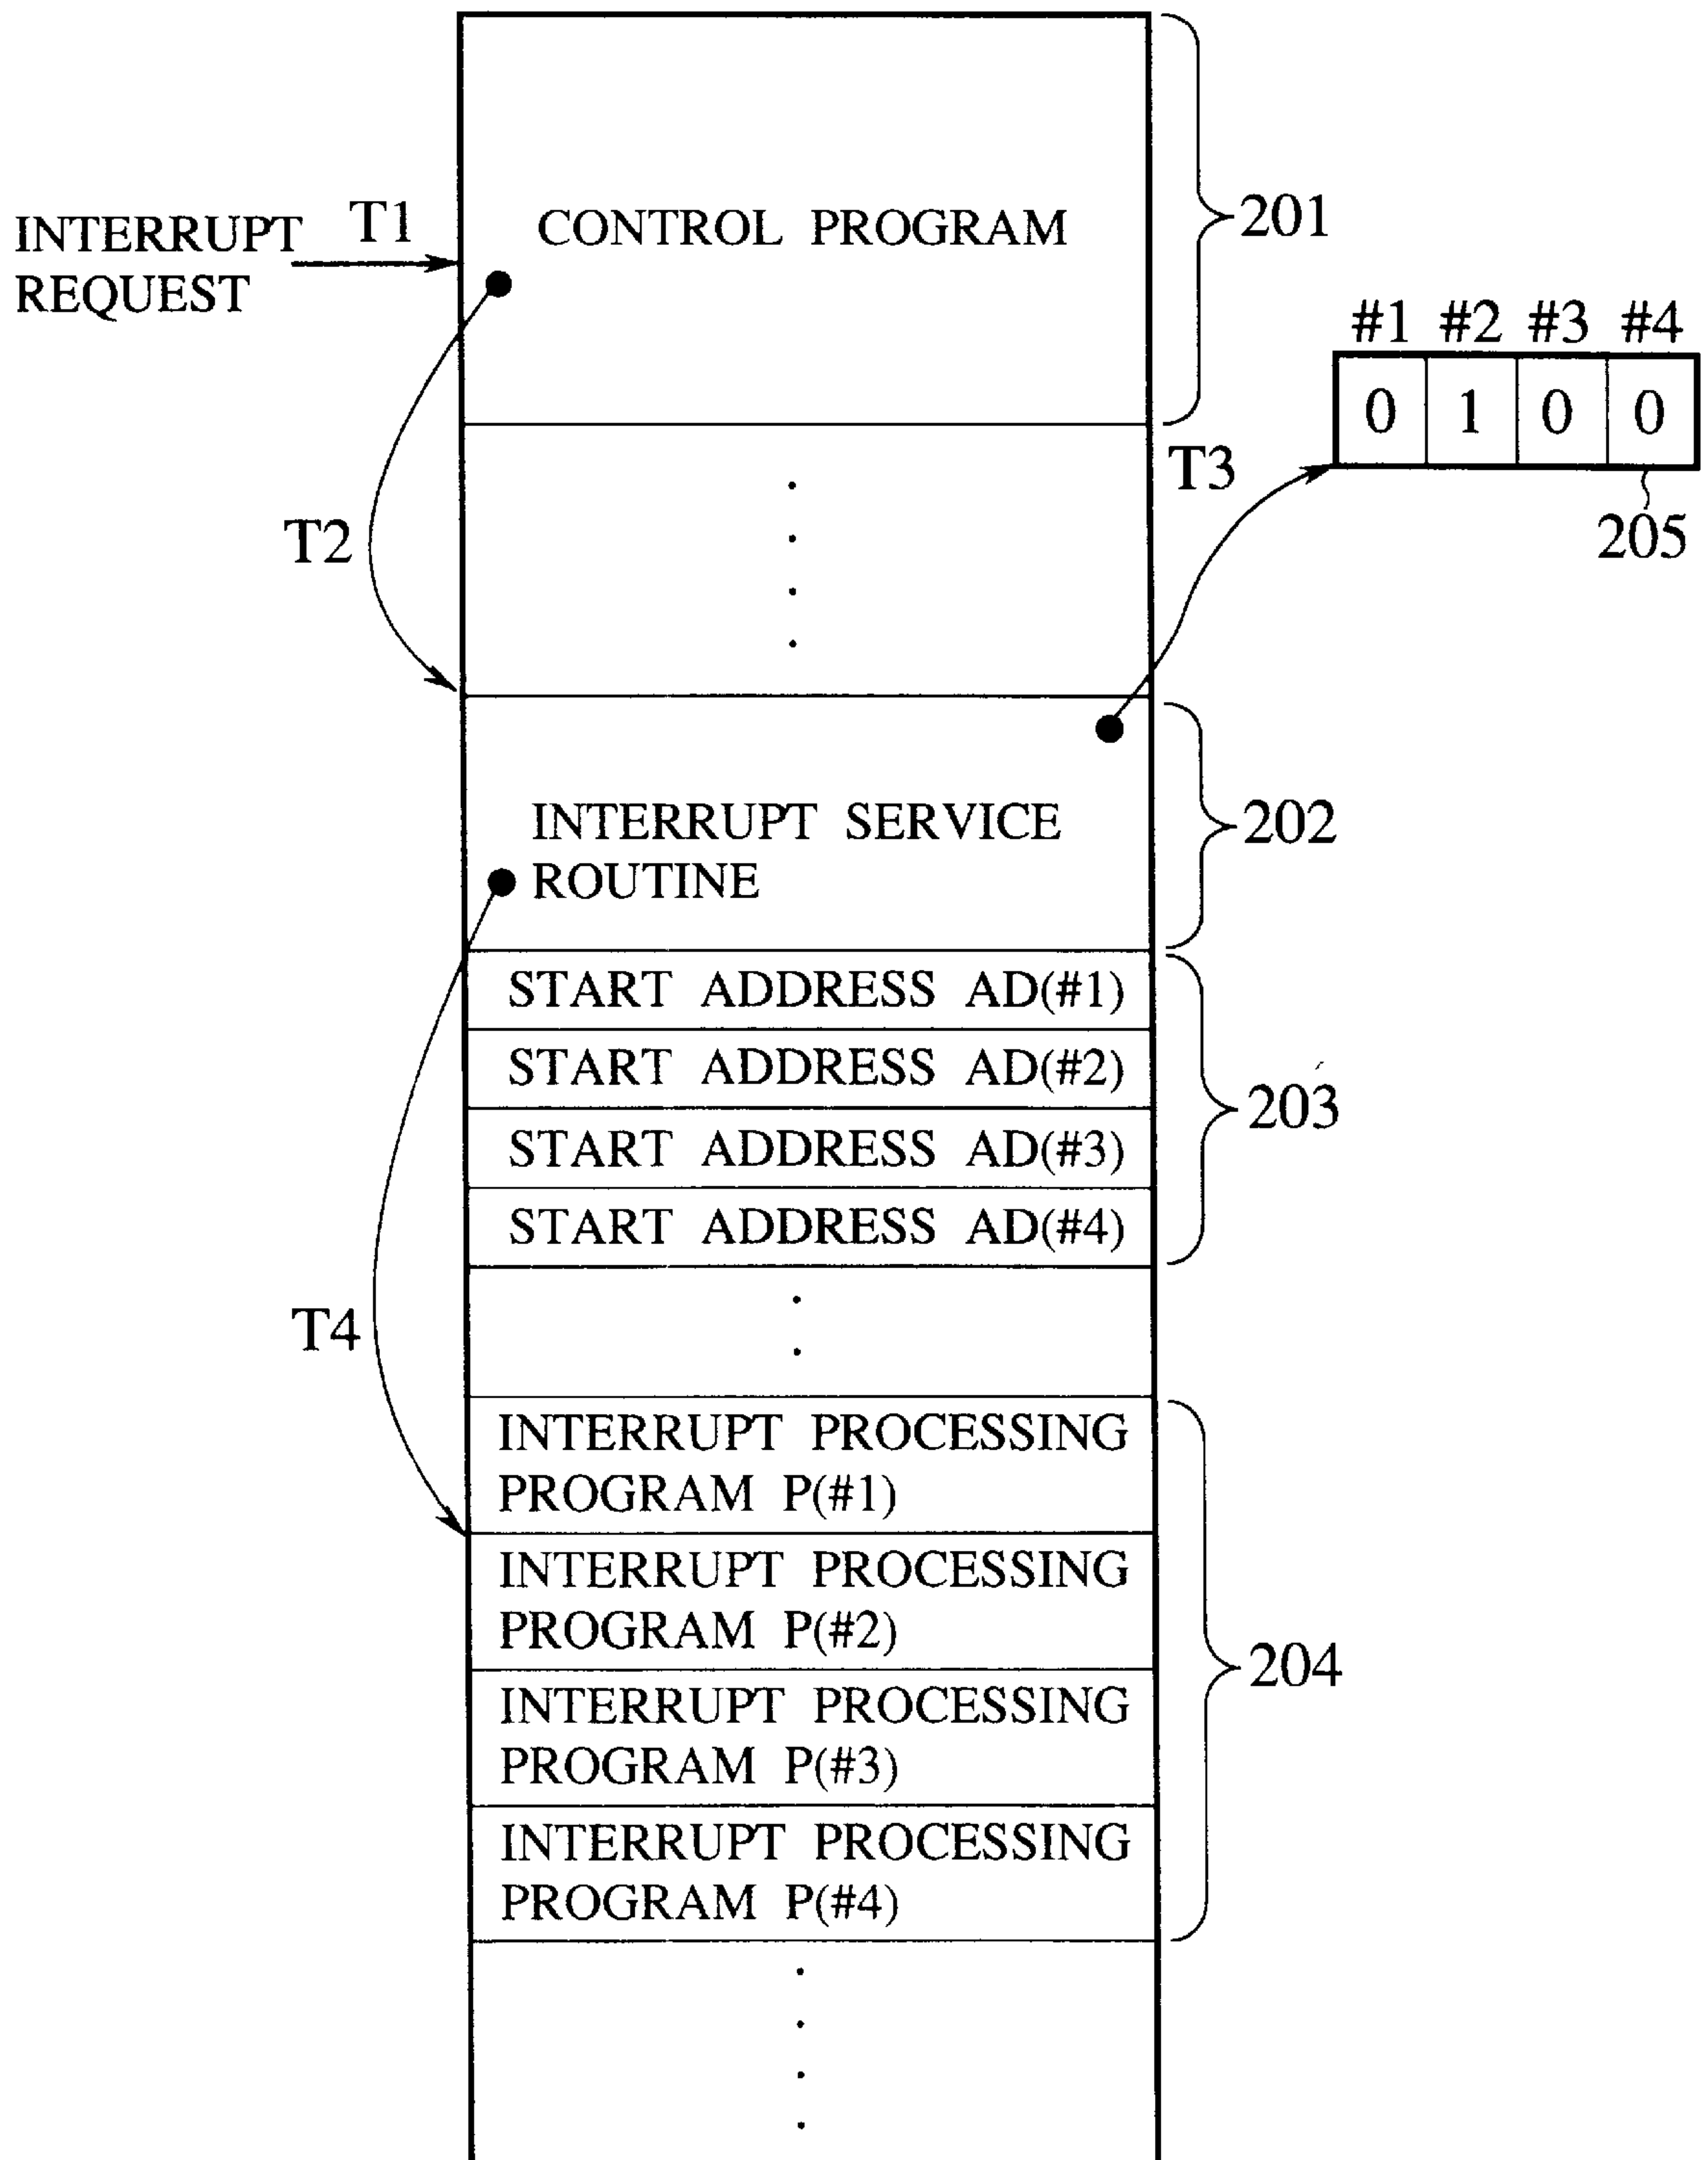 INTERRUPT REQUEST
T1
CONTROL PROGRAM
201
#1 #2 #3 #4
0 1 0 0
205
T2
T3
INTERRUPT SERVICE
ROUTINE
202
START ADDRESS AD(#1)
START ADDRESS AD(#2)
START ADDRESS AD(#3)
START ADDRESS AD(#4)
203
T4
INTERRUPT PROCESSING
PROGRAM P(#1)
INTERRUPT PROCESSING
PROGRAM P(#2)
INTERRUPT PROCESSING
PROGRAM P(#3)
INTERRUPT PROCESSING
PROGRAM P(#4)
204